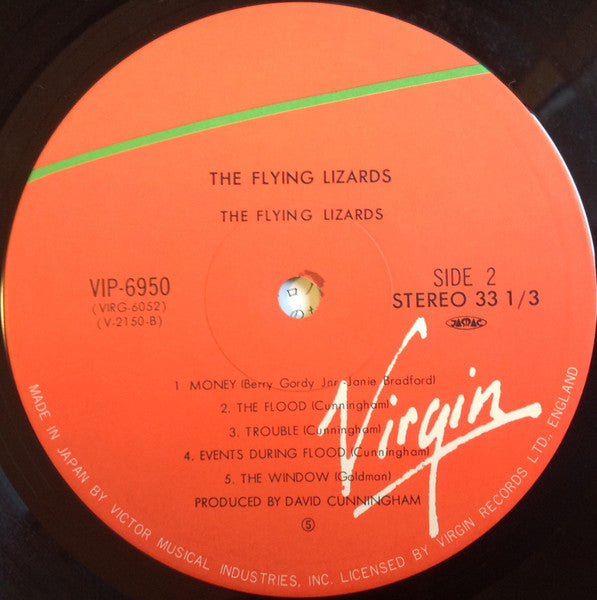 THE FLYING LIZARDS
THE FLYING LIZARDS
VIP-6950
(VIRG-6052)
(V-2150-B)
SIDE 2
STEREO 33 1/3
JASRAC
1 MONEY (Berry Gordy Jnr-Janie Bradford)
2. THE FLOOD (Cunningham)
3. TROUBLE (Cunningham)
4. EVENTS DURING FLOOD (Cunningham)
5. THE WINDOW (Goldman)
PRODUCED BY DAVID CUNNINGHAM
⑤
Virgin
MADE IN JAPAN BY VICTOR MUSICAL INDUSTRIES, INC. LICENSED BY VIRGIN RECORDS LTD., ENGLAND